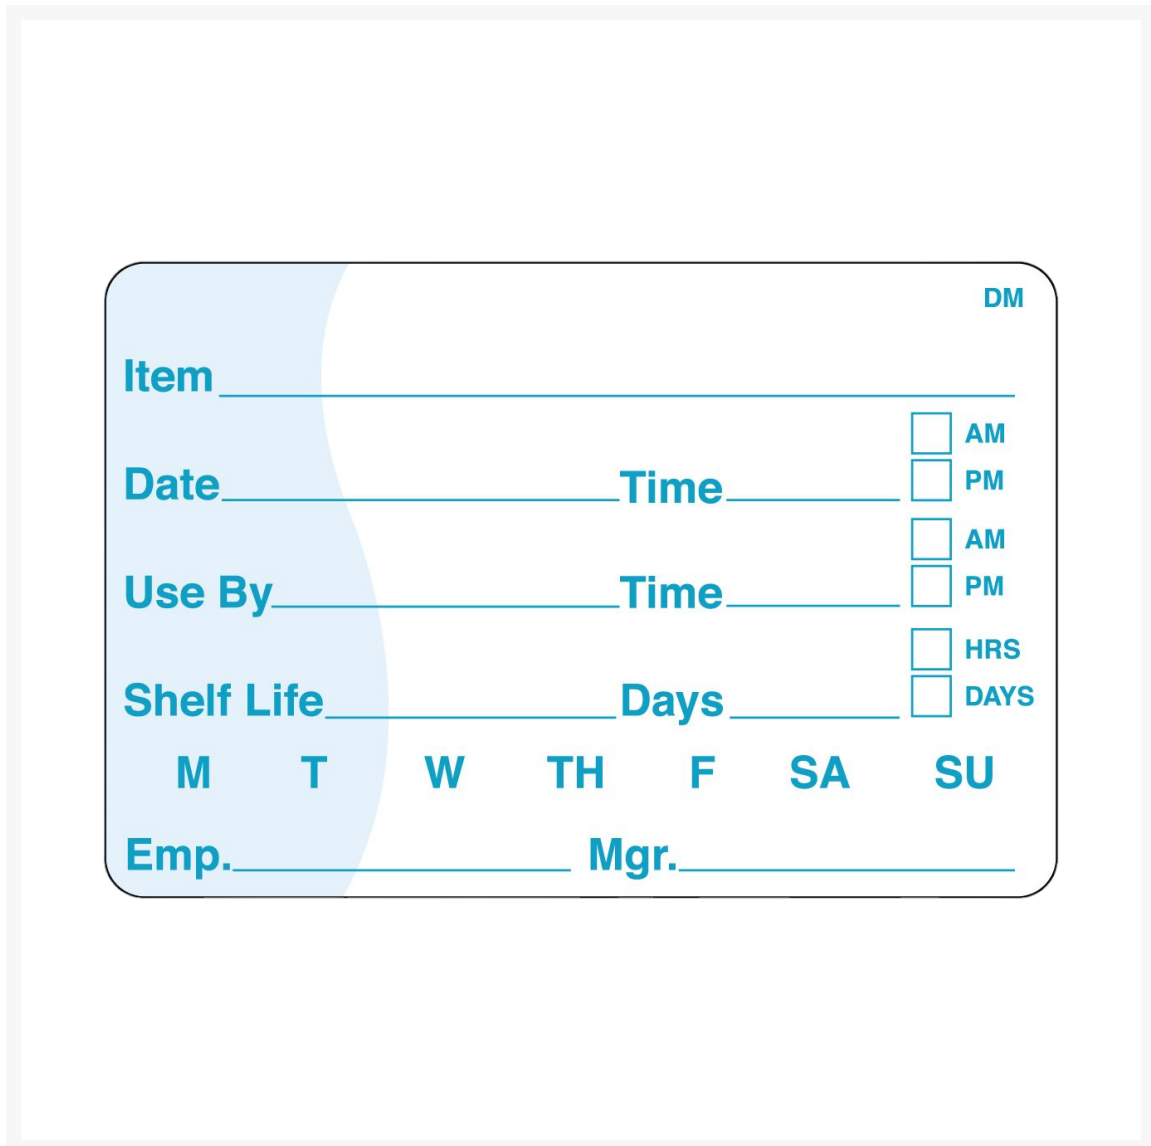 DM
Item
AM
Date Time PM
AM
Use By Time PM
HRS
Shelf Life Days DAYS
M T W TH F SA SU
Emp. Mgr.